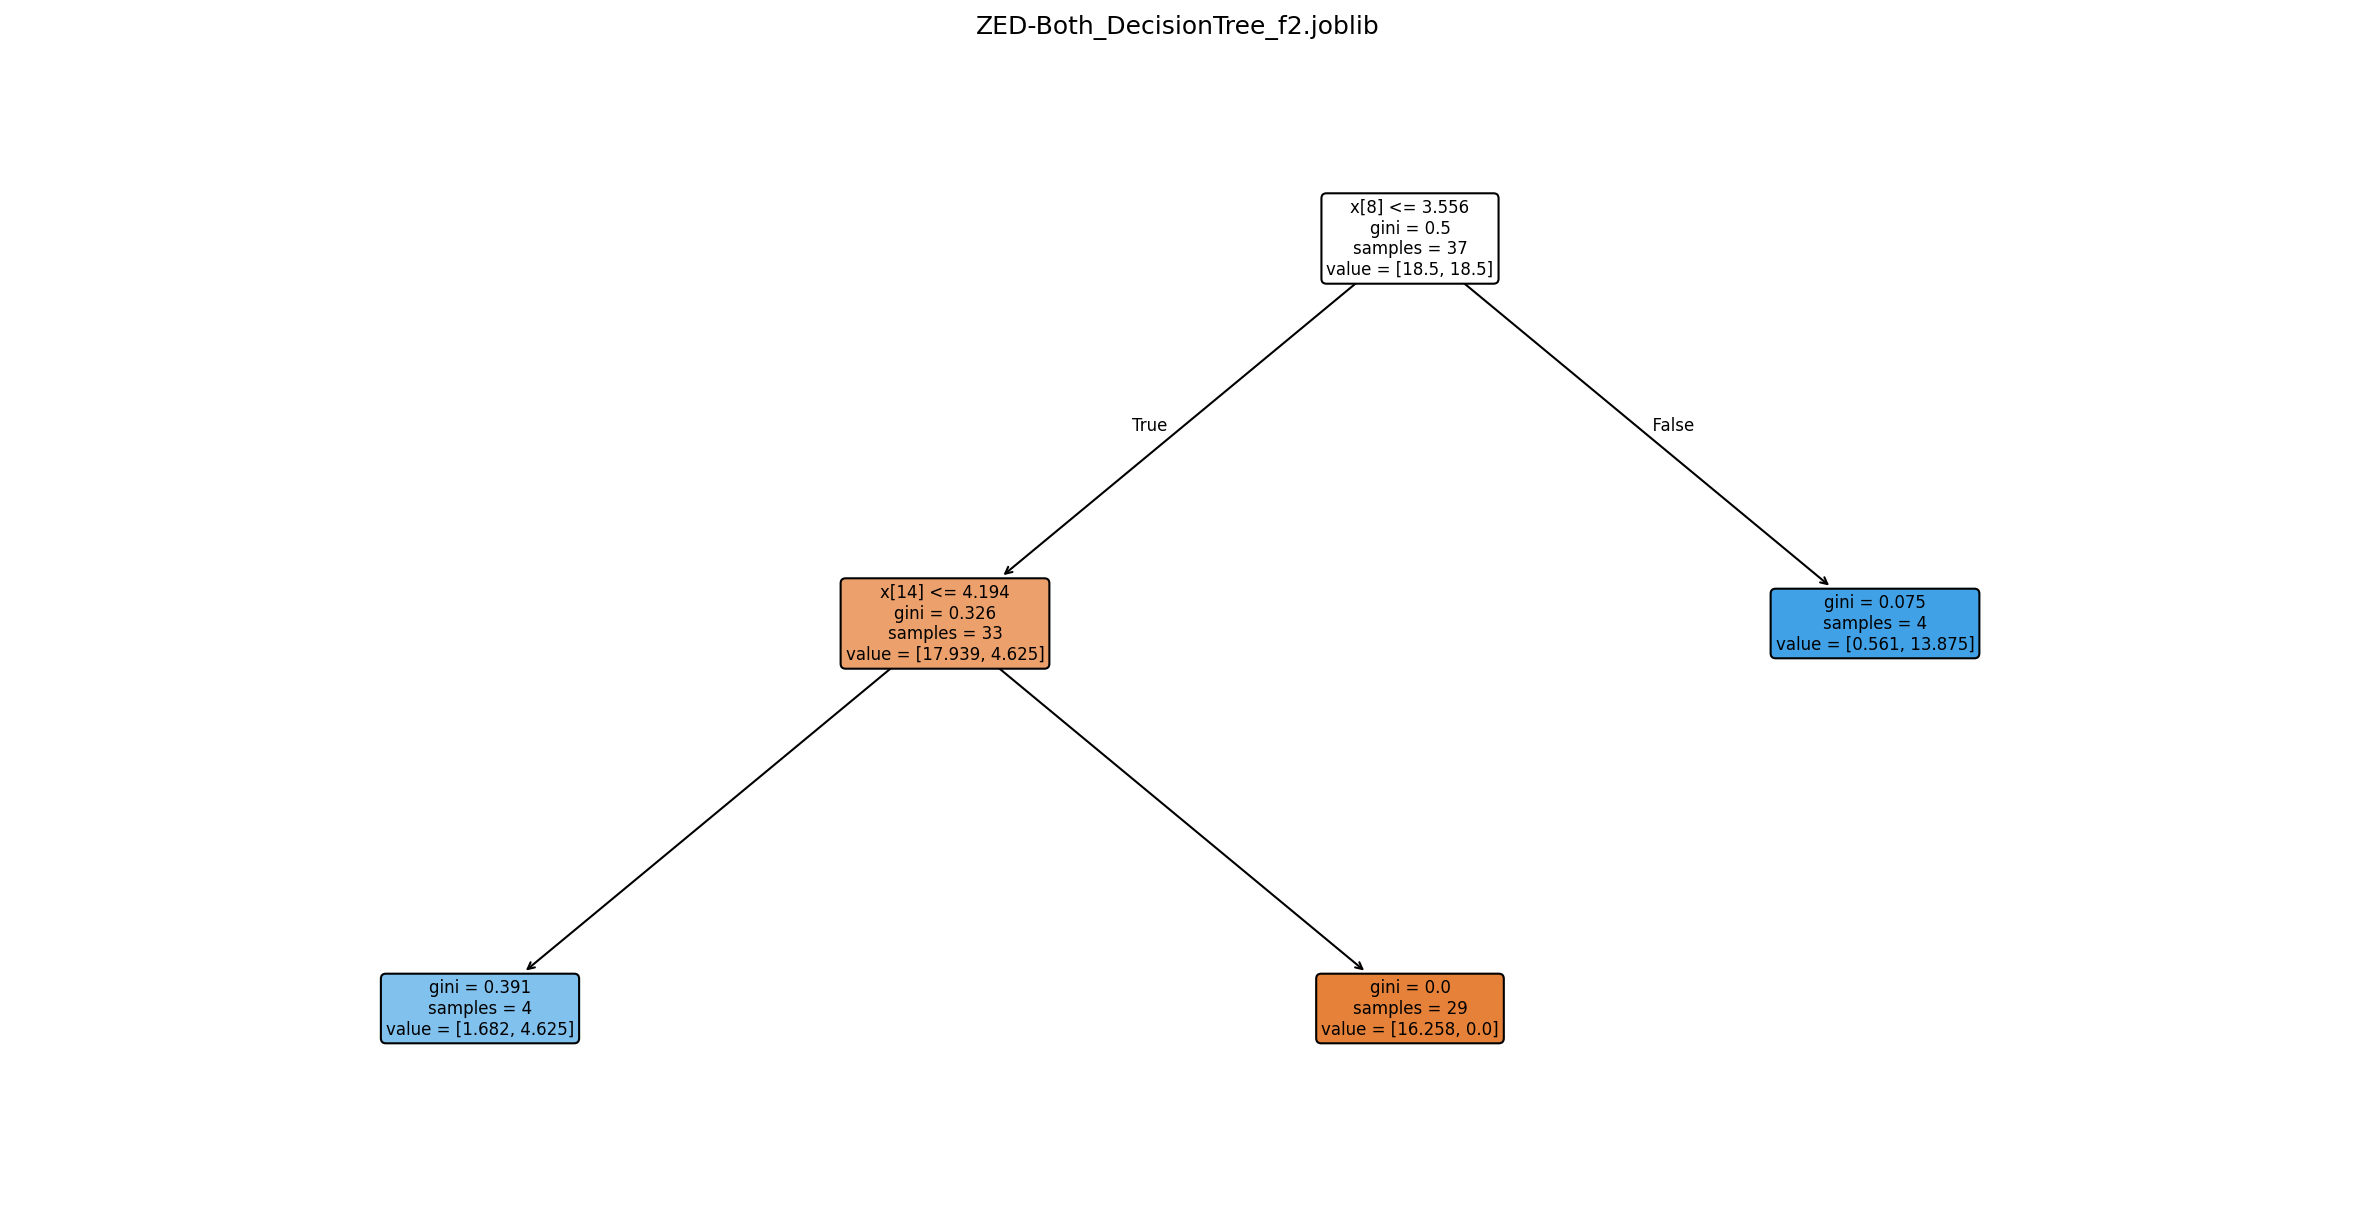 ZED-Both_DecisionTree_f2.joblib
x[8] <= 3.556
gini = 0.5
samples = 37
value = [18.5, 18.5]
True
False
x[14] <= 4.194
gini = 0.326
samples = 33
value = [17.939, 4.625]
gini = 0.075
samples = 4
value = [0.561, 13.875]
gini = 0.391
samples = 4
value = [1.682, 4.625]
gini = 0.0
samples = 29
value = [16.258, 0.0]